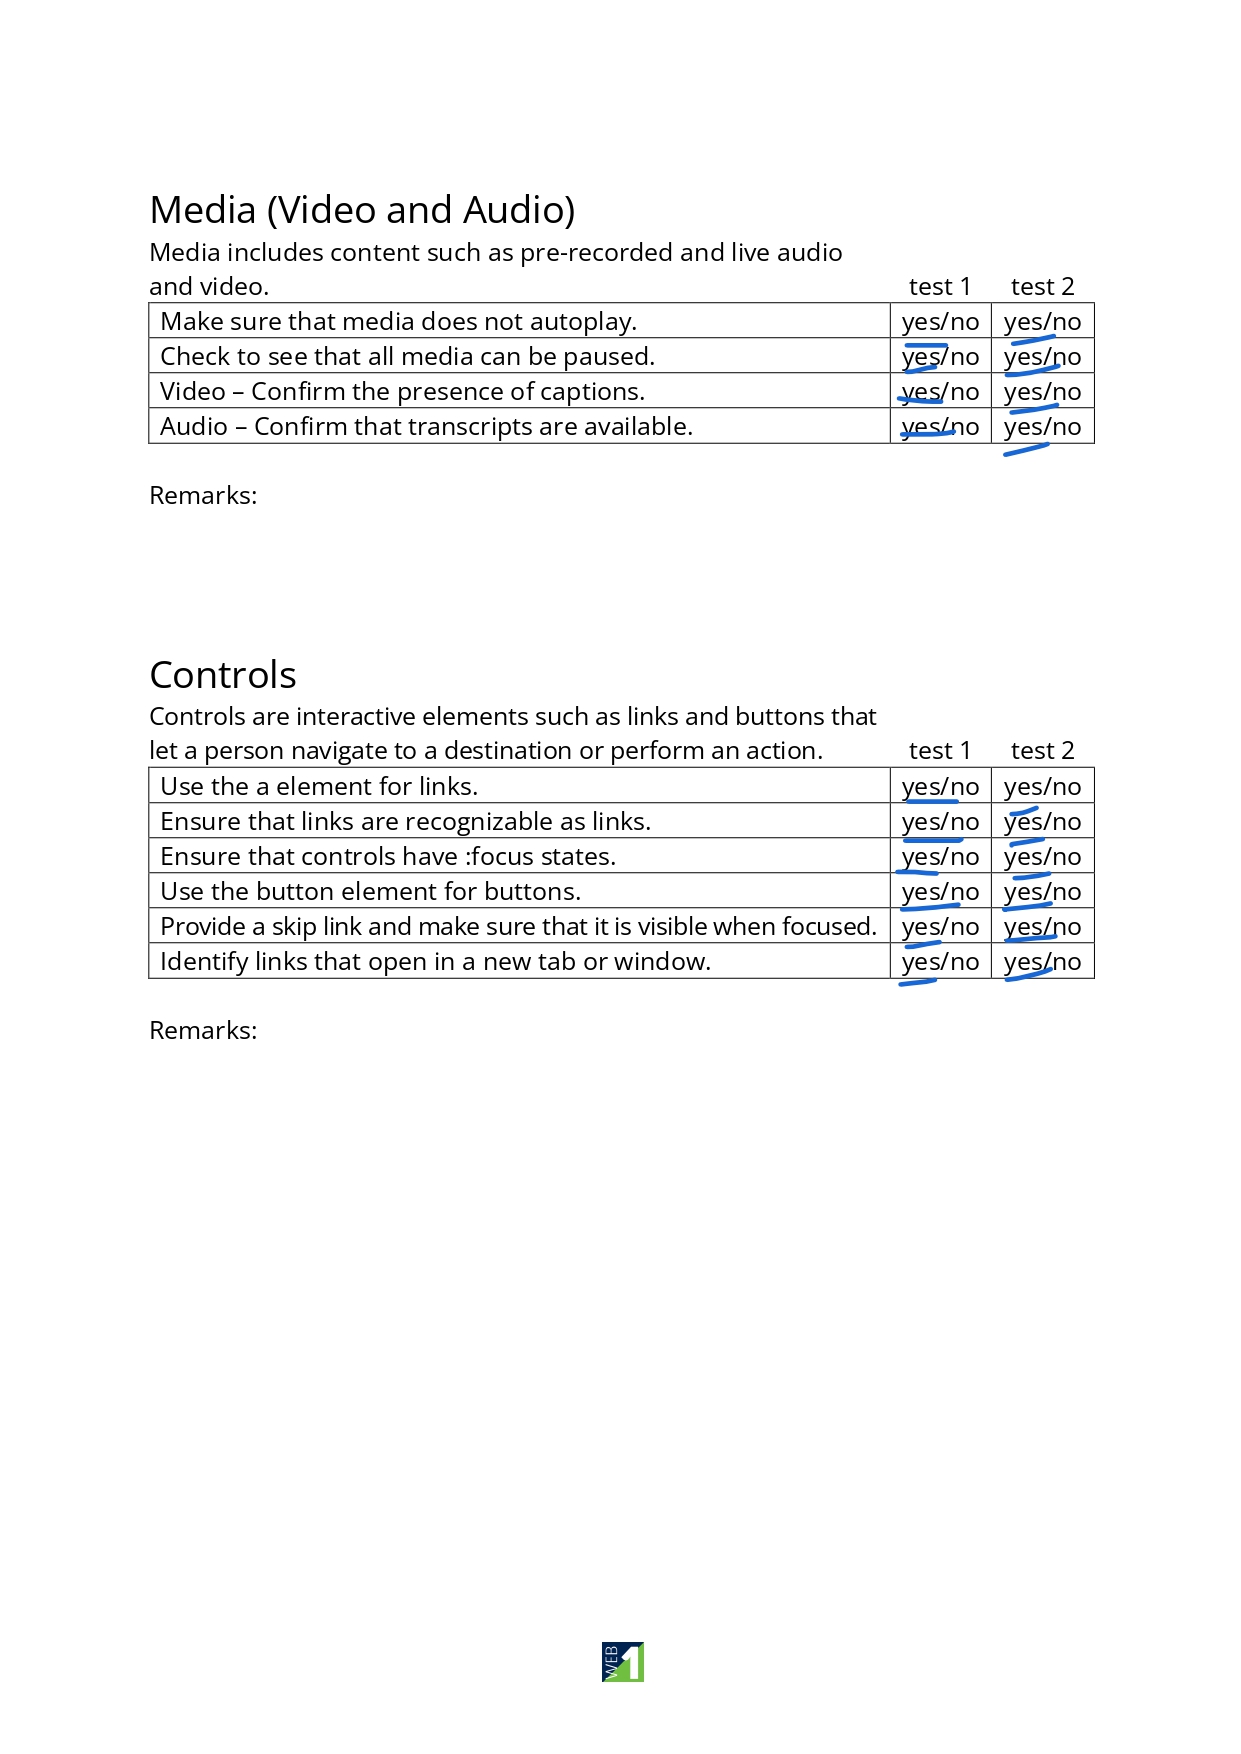 Media (Video and Audio)
Media includes content such as pre-recorded and live audio
and video. test 1 test 2
Make sure that media does not autoplay. yes/no yes/no
Check to see that all media can be paused. yes/no yes/no
Video – Confirm the presence of captions. yes/no yes/no
Audio – Confirm that transcripts are available. yes/no yes/no
Remarks:
Controls
Controls are interactive elements such as links and buttons that
let a person navigate to a destination or perform an action. test 1 test 2
Use the a element for links. yes/no yes/no
Ensure that links are recognizable as links. yes/no yes/no
Ensure that controls have :focus states. yes/no yes/no
Use the button element for buttons. yes/no yes/no
Provide a skip link and make sure that it is visible when focused. yes/no yes/no
Identify links that open in a new tab or window. yes/no yes/no
Remarks:
WEB 1